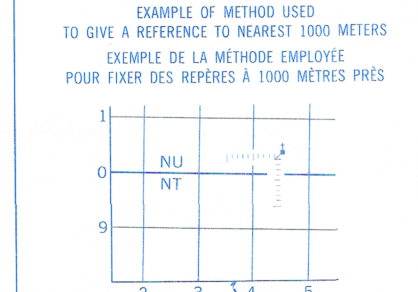 EXAMPLE OF METHOD USED
TO GIVE A REFERENCE TO NEAREST 1000 METERS
EXEMPLE DE LA MÉTHODE EMPLOYÉE
POUR FIXER DES REPÈRES À 1000 MÈTRES PRÈS
1
NU
0
NT
9
2 3 4 5